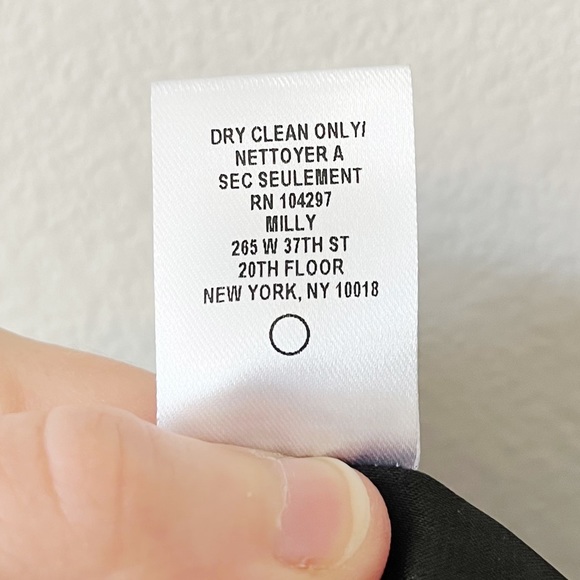 DRY CLEAN ONLY/
NETTOYER A
SEC SEULEMENT
RN 104297
MILLY
265 W 37TH ST
20TH FLOOR
NEW YORK, NY 10018